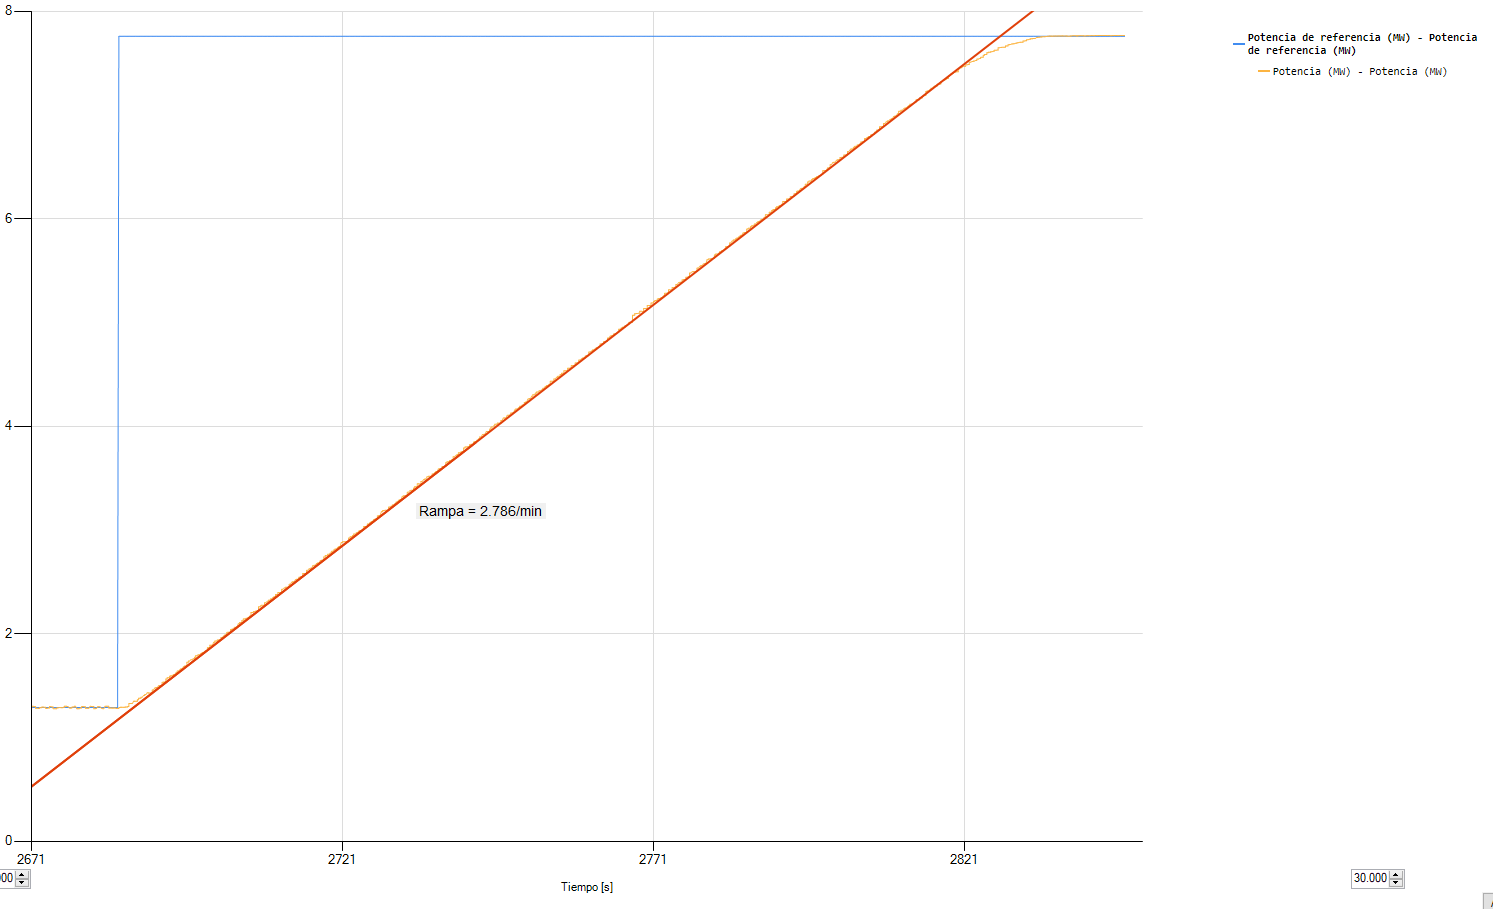 8
6
4
2
0
2671
2721
2771
2821
Tiempo [s]
Rampa = 2.786/min
Potencia de referencia (MW) - Potencia
de referencia (MW)
Potencia (MW) - Potencia (MW)
00
30.000